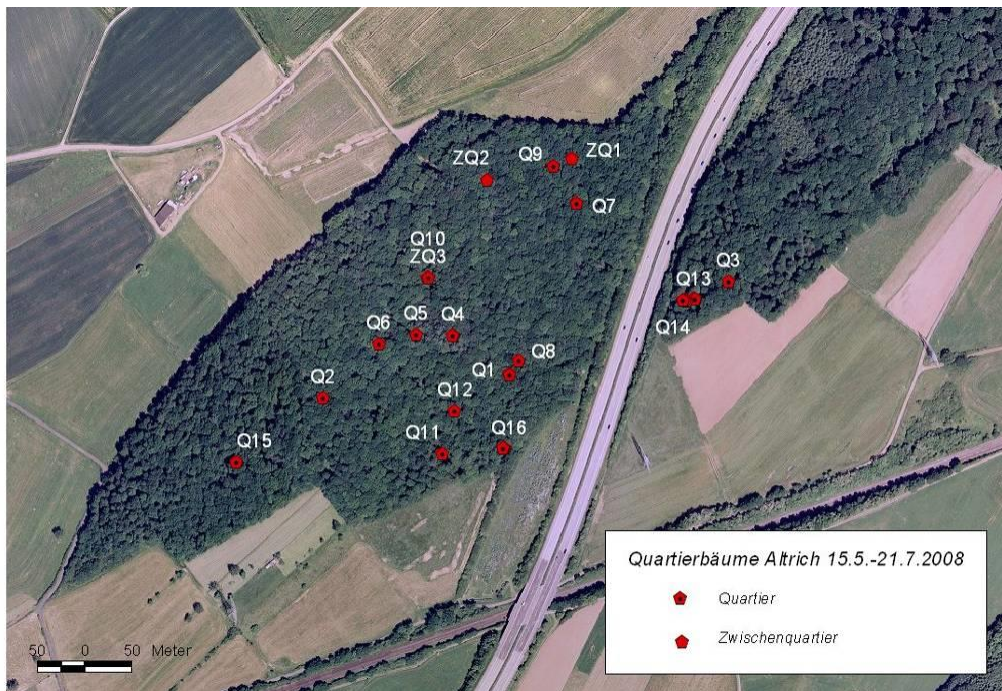 ZQ2
Q9
ZQ1
Q7
Q10
ZQ3
Q3
Q13
Q14
Q5
Q4
Q6
Q8
Q1
Q2
Q12
Q11
Q16
Q15
Quartierbäume Altrich 15.5.-21.7.2008
Quartier
Zwischenquartier
50 0 50 Meter